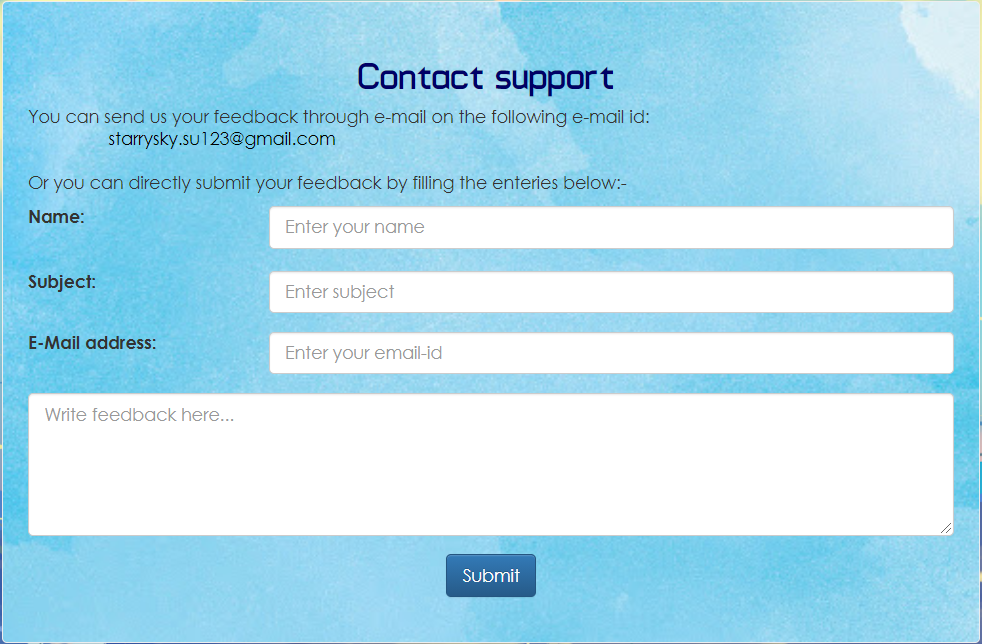 Contact support
You can send us your feedback through e-mail on the following e-mail id:
starrysky.su123@gmail.com
Or you can directly submit your feedback by filling the enteries below:-
Name:
Enter your name
Subject:
Enter subject
E-Mail address:
Enter your email-id
Write feedback here...
Submit